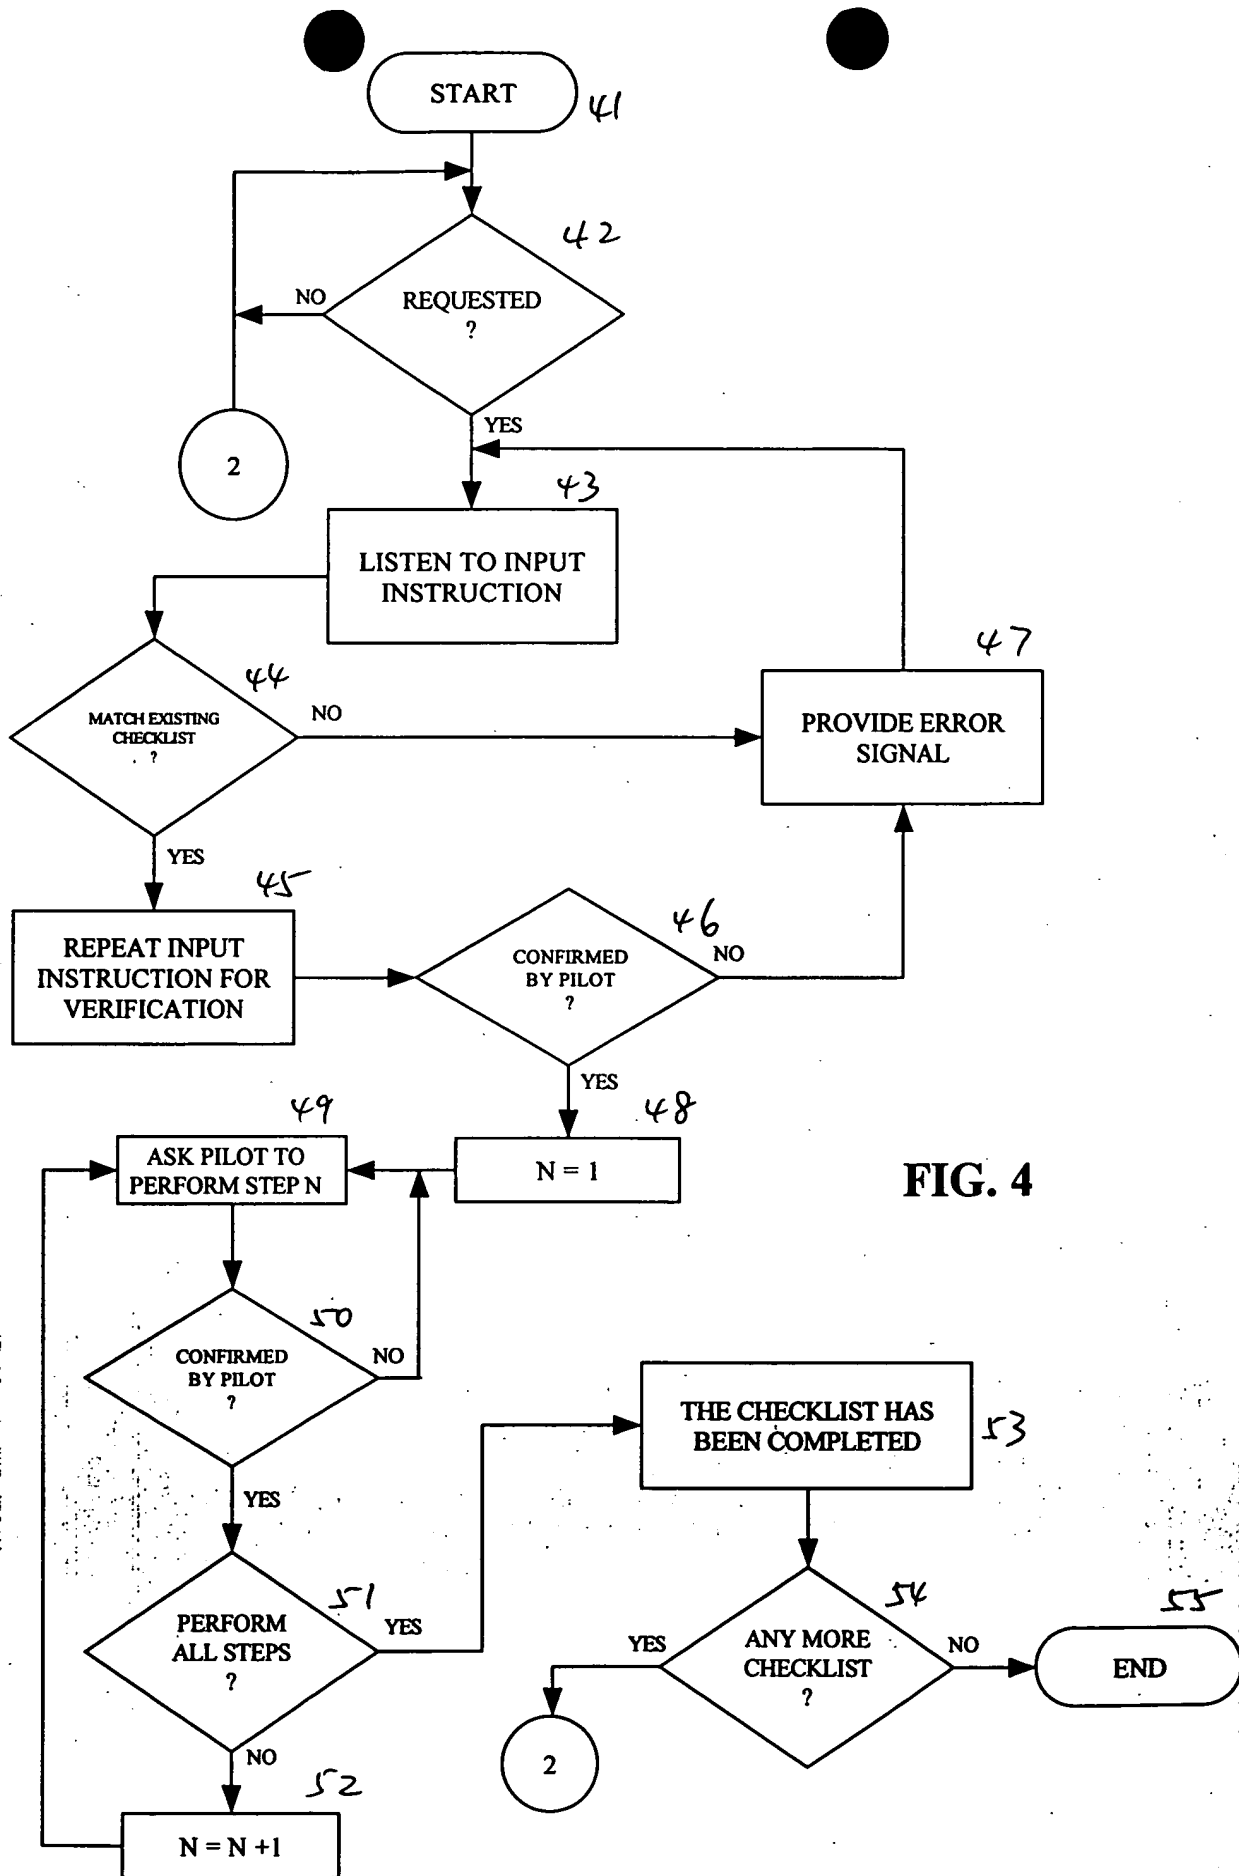 START
41
42
NO
REQUESTED
?
YES
2
43
LISTEN TO INPUT
INSTRUCTION
47
44
MATCH EXISTING
CHECKLIST
?
NO
PROVIDE ERROR
SIGNAL
YES
45
46
REPEAT INPUT
INSTRUCTION FOR
VERIFICATION
CONFIRMED
BY PILOT
?
NO
YES
49
48
ASK PILOT TO
PERFORM STEP N
N = 1
FIG. 4
50
CONFIRMED
BY PILOT
?
NO
THE CHECKLIST HAS
BEEN COMPLETED
53
YES
51
PERFORM
ALL STEPS
?
YES
54
55
YES
ANY MORE
CHECKLIST
?
NO
END
NO
2
52
N = N +1